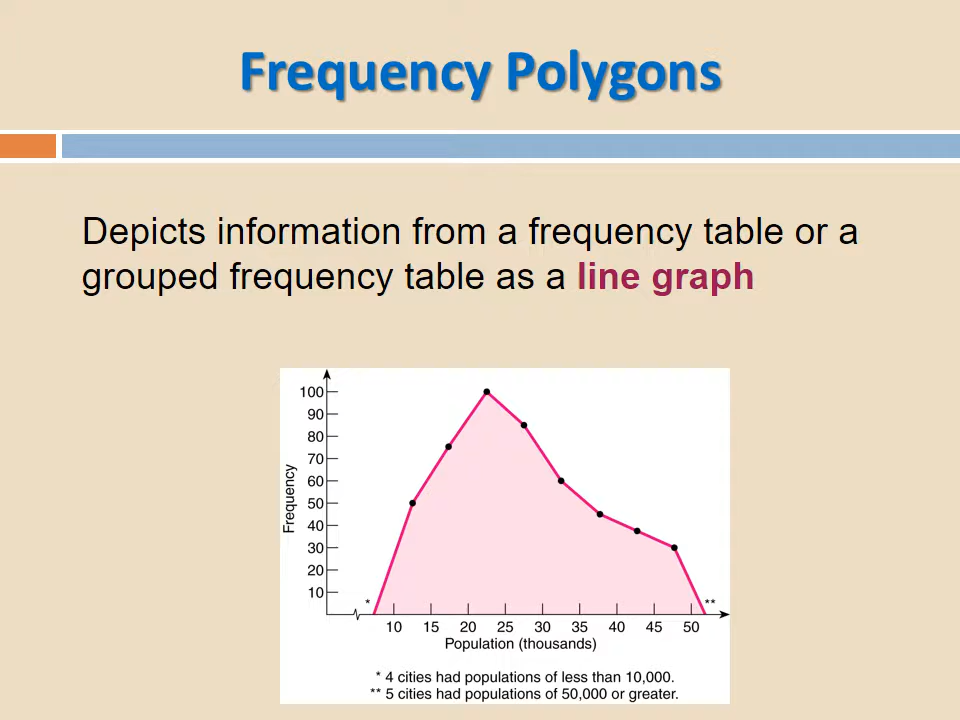 Frequency Polygons
Depicts information from a frequency table or a
grouped frequency table as a line graph
100
90
80
70
60
50
40
30
20
10
Frequency
*
**
10 15 20 25 30 35 40 45 50
Population (thousands)
* 4 cities had populations of less than 10,000.
** 5 cities had populations of 50,000 or greater.